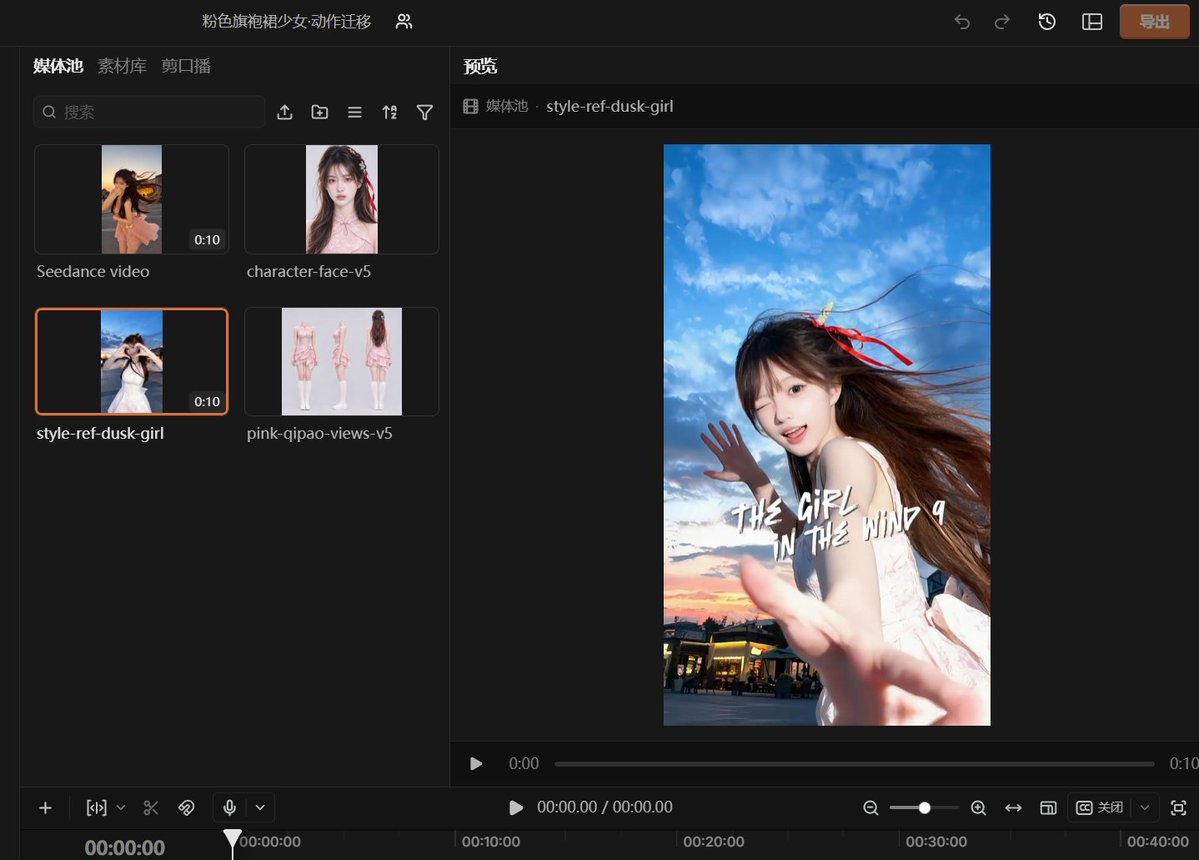 粉色旗袍裙少女·动作迁移
导出
媒体池 素材库 剪口播
预览
搜索
媒体池 · style-ref-dusk-girl
0:10
Seedance video
character-face-v5
0:10
style-ref-dusk-girl
pink-qipao-views-v5
THE GiRL
iN THE WiND 9
0:00
0:10
00:00.00 / 00:00.00
CC 关闭
00:00:00
00:00:00
00:10:00
00:20:00
00:30:00
00:40:00